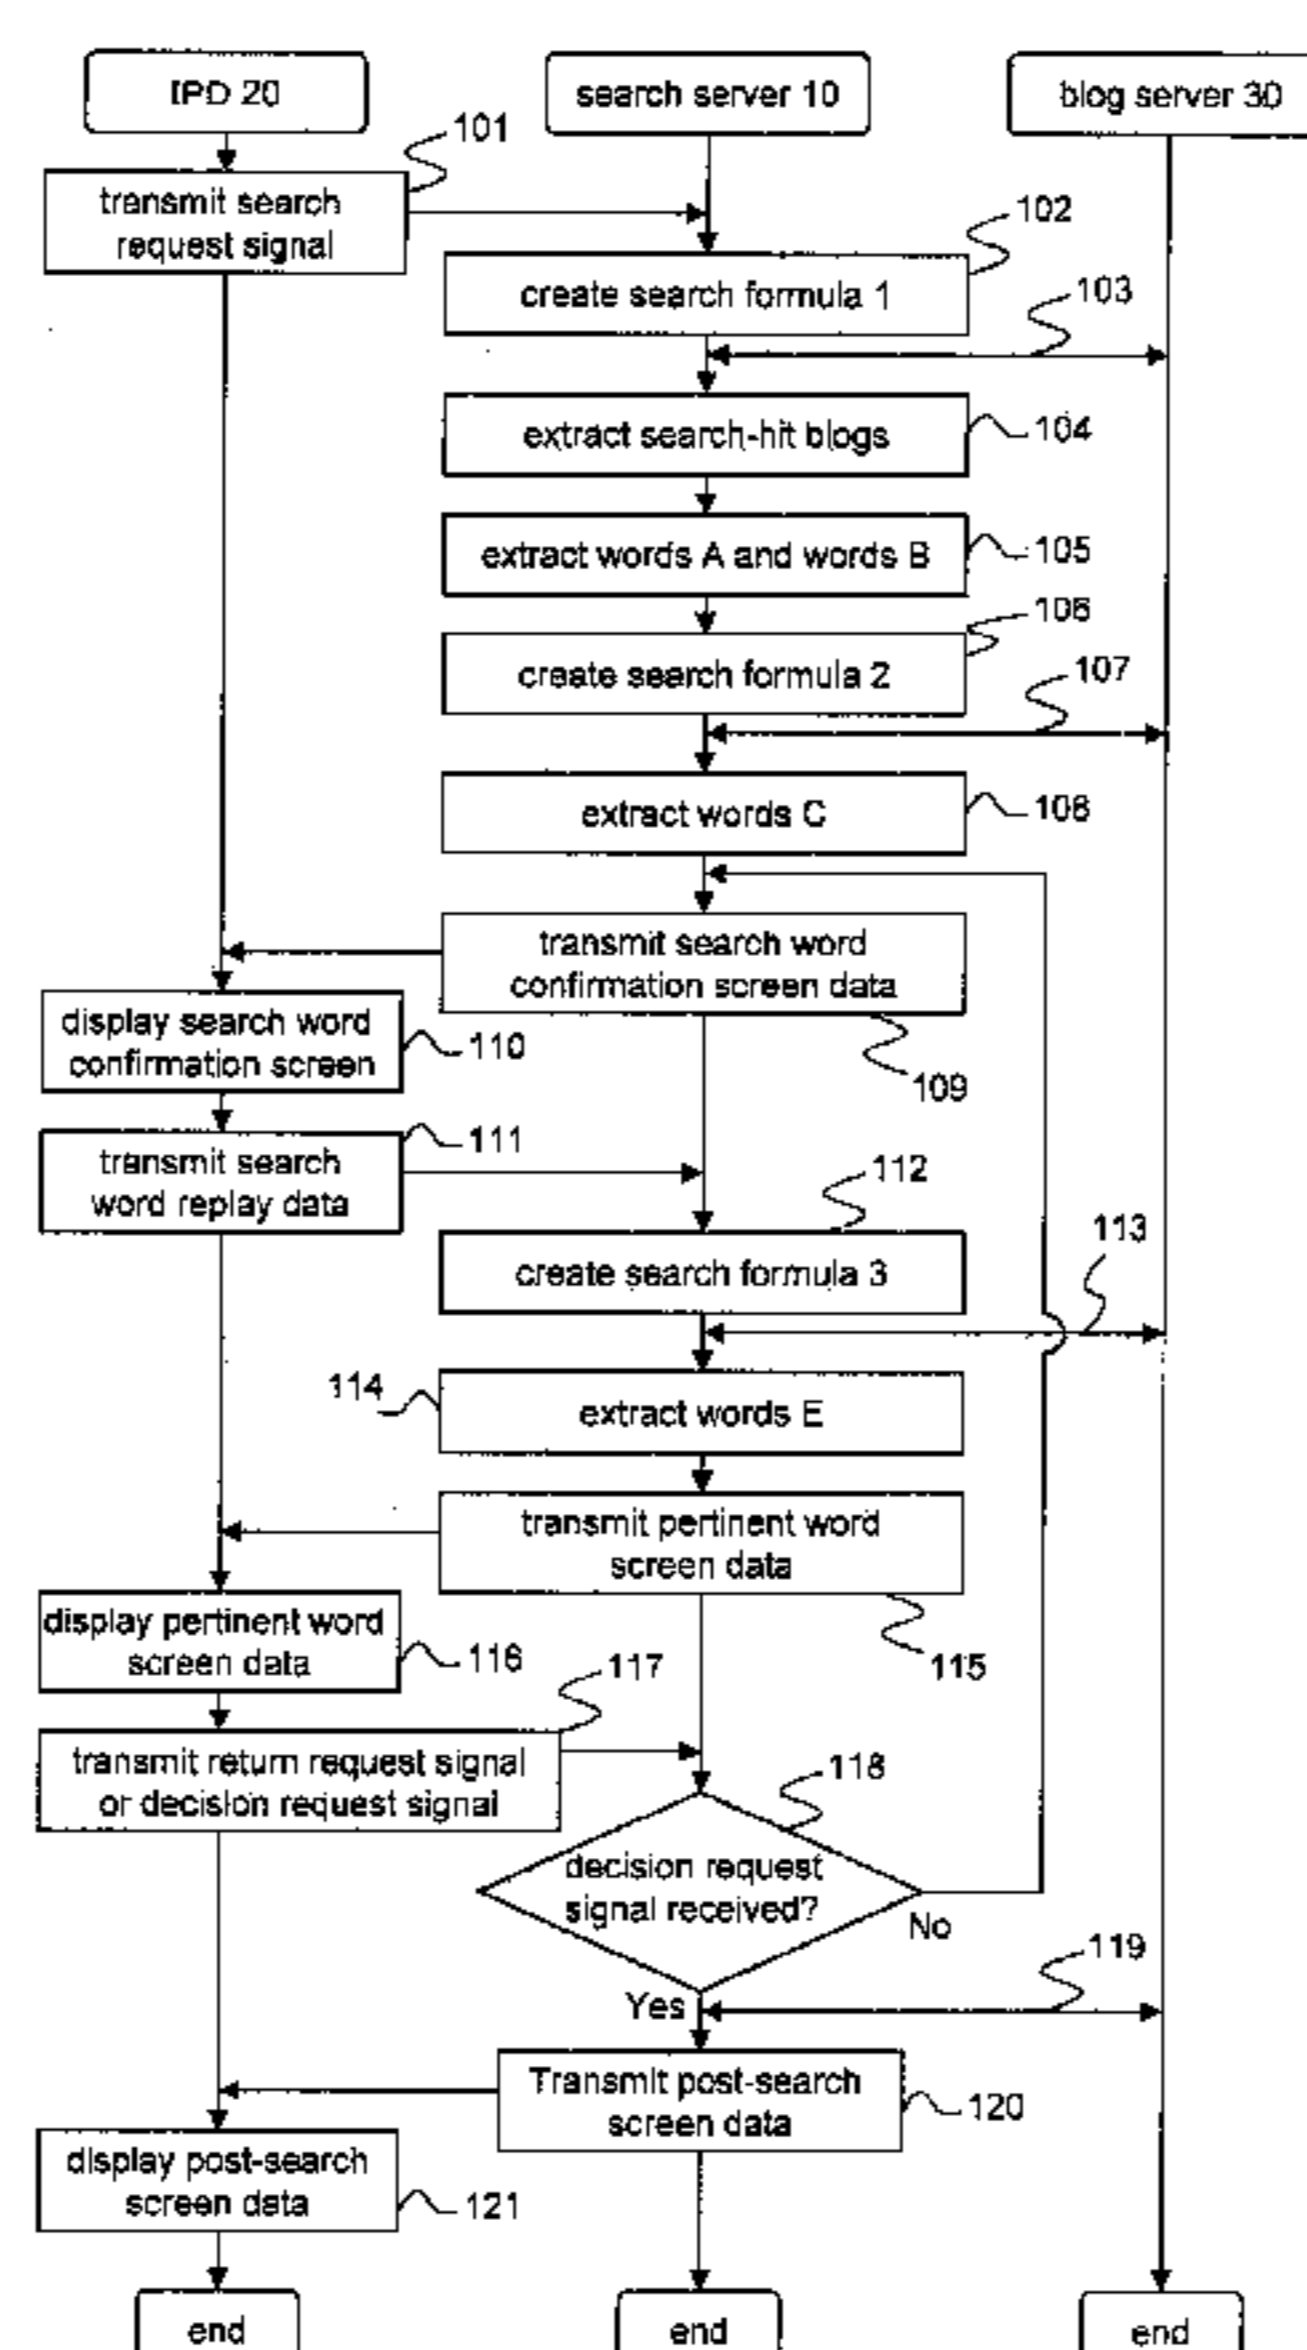 IPD 20
search server 10
blog server 30
101
transmit search
request signal
102
create search formula 1
103
extract search-hit blogs
104
extract words A and words B
105
106
create search formula 2
107
extract words C
108
transmit search word
confirmation screen data
109
display search word
confirmation screen
110
transmit search
word replay data
111
112
create search formula 3
113
114
extract words E
transmit pertinent word
screen data
115
display pertinent word
screen data
116
117
transmit return request signal
or decision request signal
118
decision request
signal received?
No
119
Yes
Transmit post-search
screen data
120
display post-search
screen data
121
end
end
end